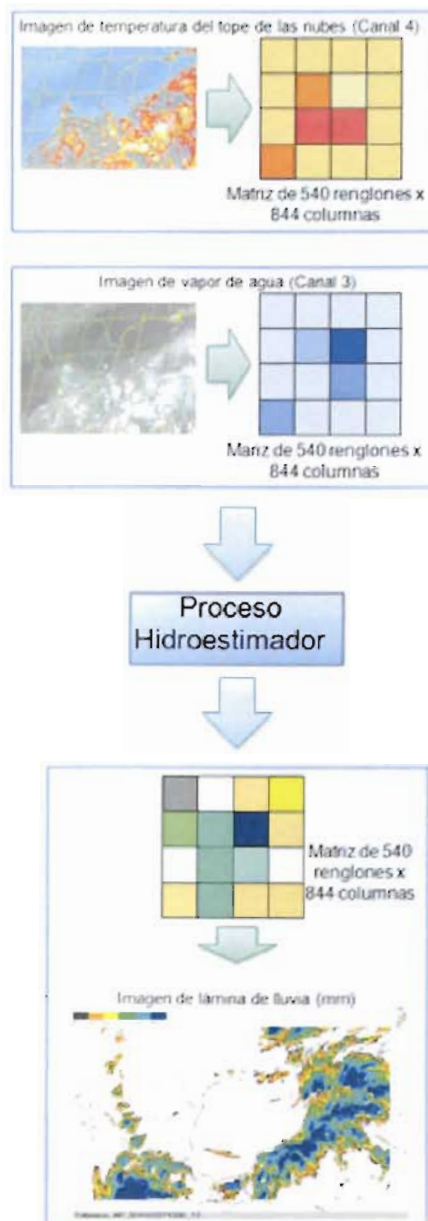 Imagen de temperatura del tope de las nubes (Canal 4)
Matriz de 540 renglones x
844 columnas
Imagen de vapor de agua (Canal 3)
Mariz de 540 renglones x
844 columnas
Proceso
Hidroestimador
Matriz de 540
renglones x
844 columnas
Imagen de lámina de lluvia (mm)